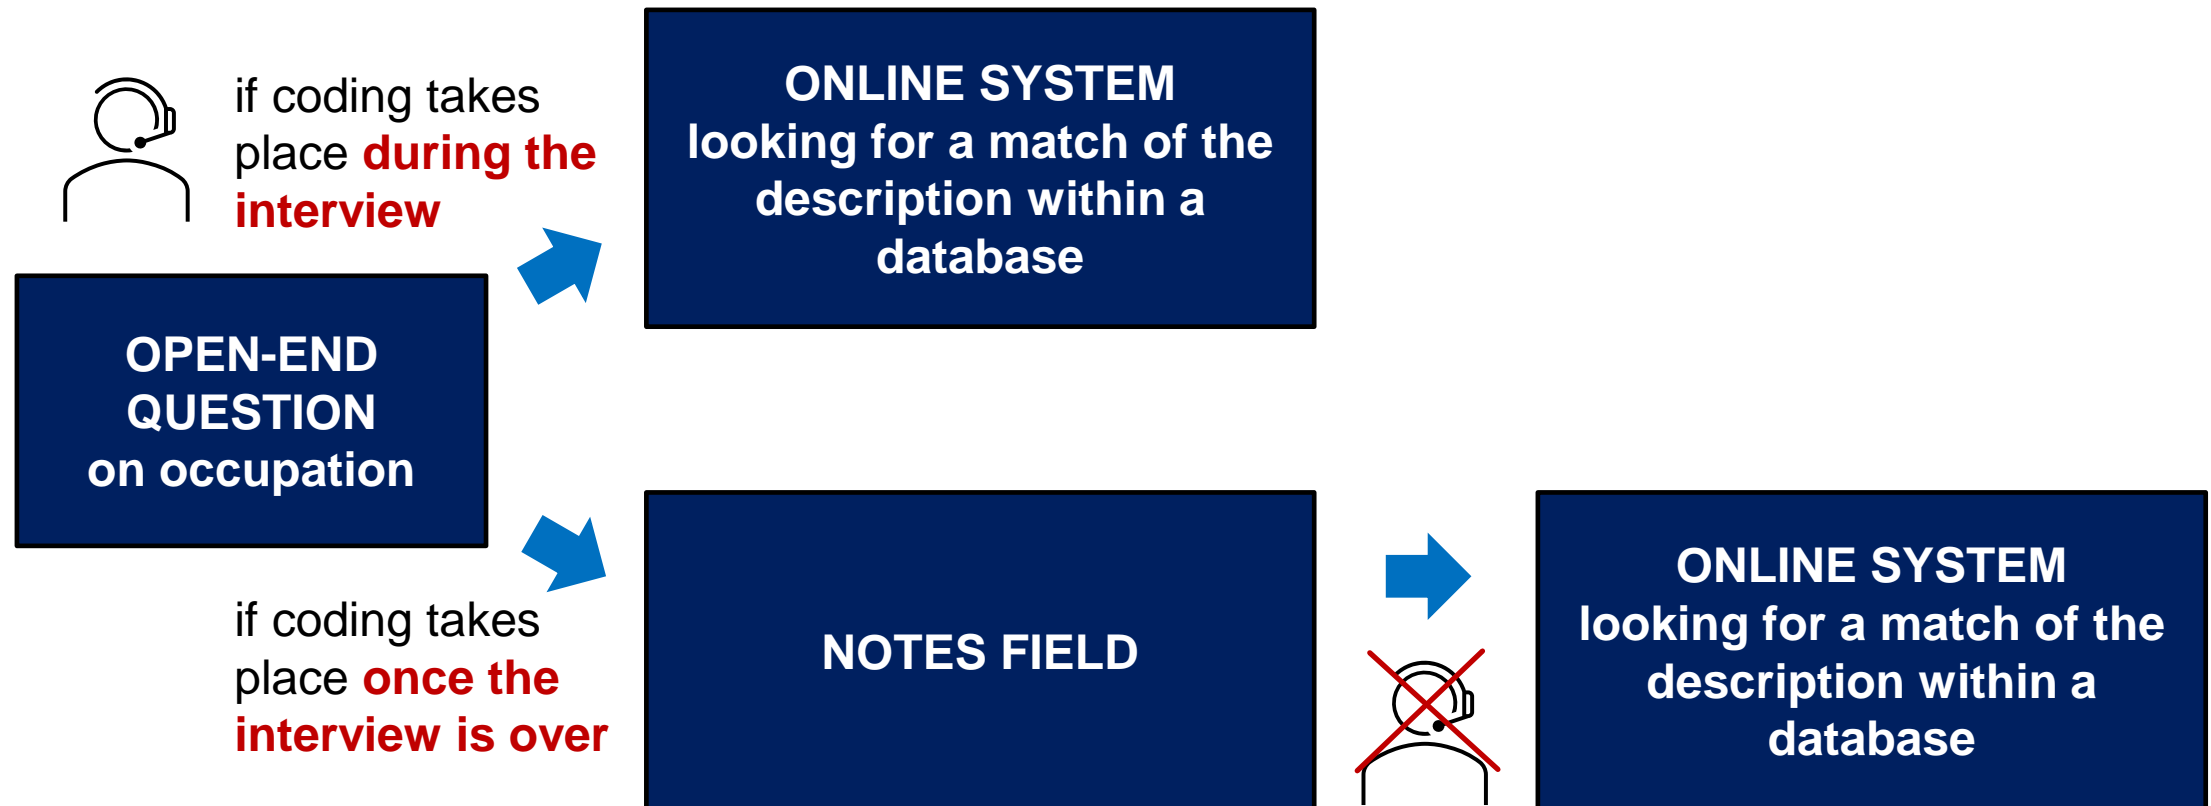 if coding takes
place during the
interview
ONLINE SYSTEM
looking for a match of the
description within a
database
OPEN-END
QUESTION
on occupation
if coding takes
place once the
interview is over
NOTES FIELD
ONLINE SYSTEM
looking for a match of the
description within a
database